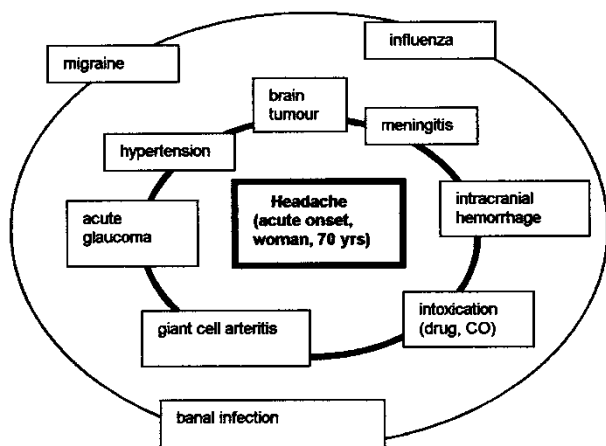 influenza
migraine
brain
tumour
meningitis
hypertension
Headache
(acute onset,
woman, 70 yrs)
intracranial
hemorrhage
acute
glaucoma
intoxication
(drug, CO)
giant cell arteritis
banal infection